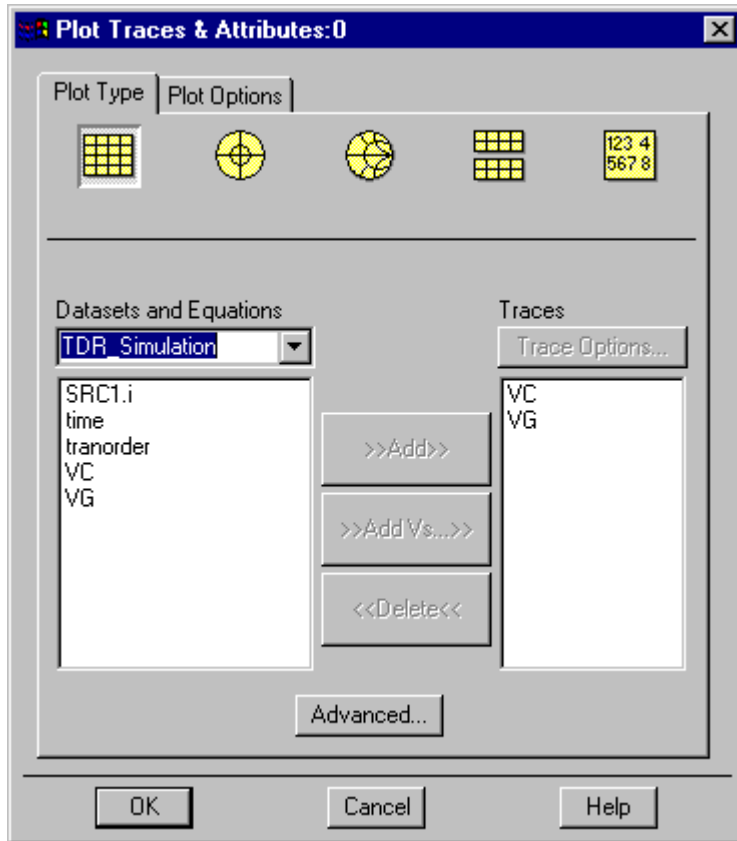 Plot Traces & Attributes:0
Plot Type
Plot Options
123 4
567 8
Datasets and Equations
Traces
TDR_Simulation
Trace Options...
SRC1.i
time
tranorder
VC
VG
>>Add>>
>>Add Vs...>>
<<Delete<<
VC
VG
Advanced...
OK
Cancel
Help